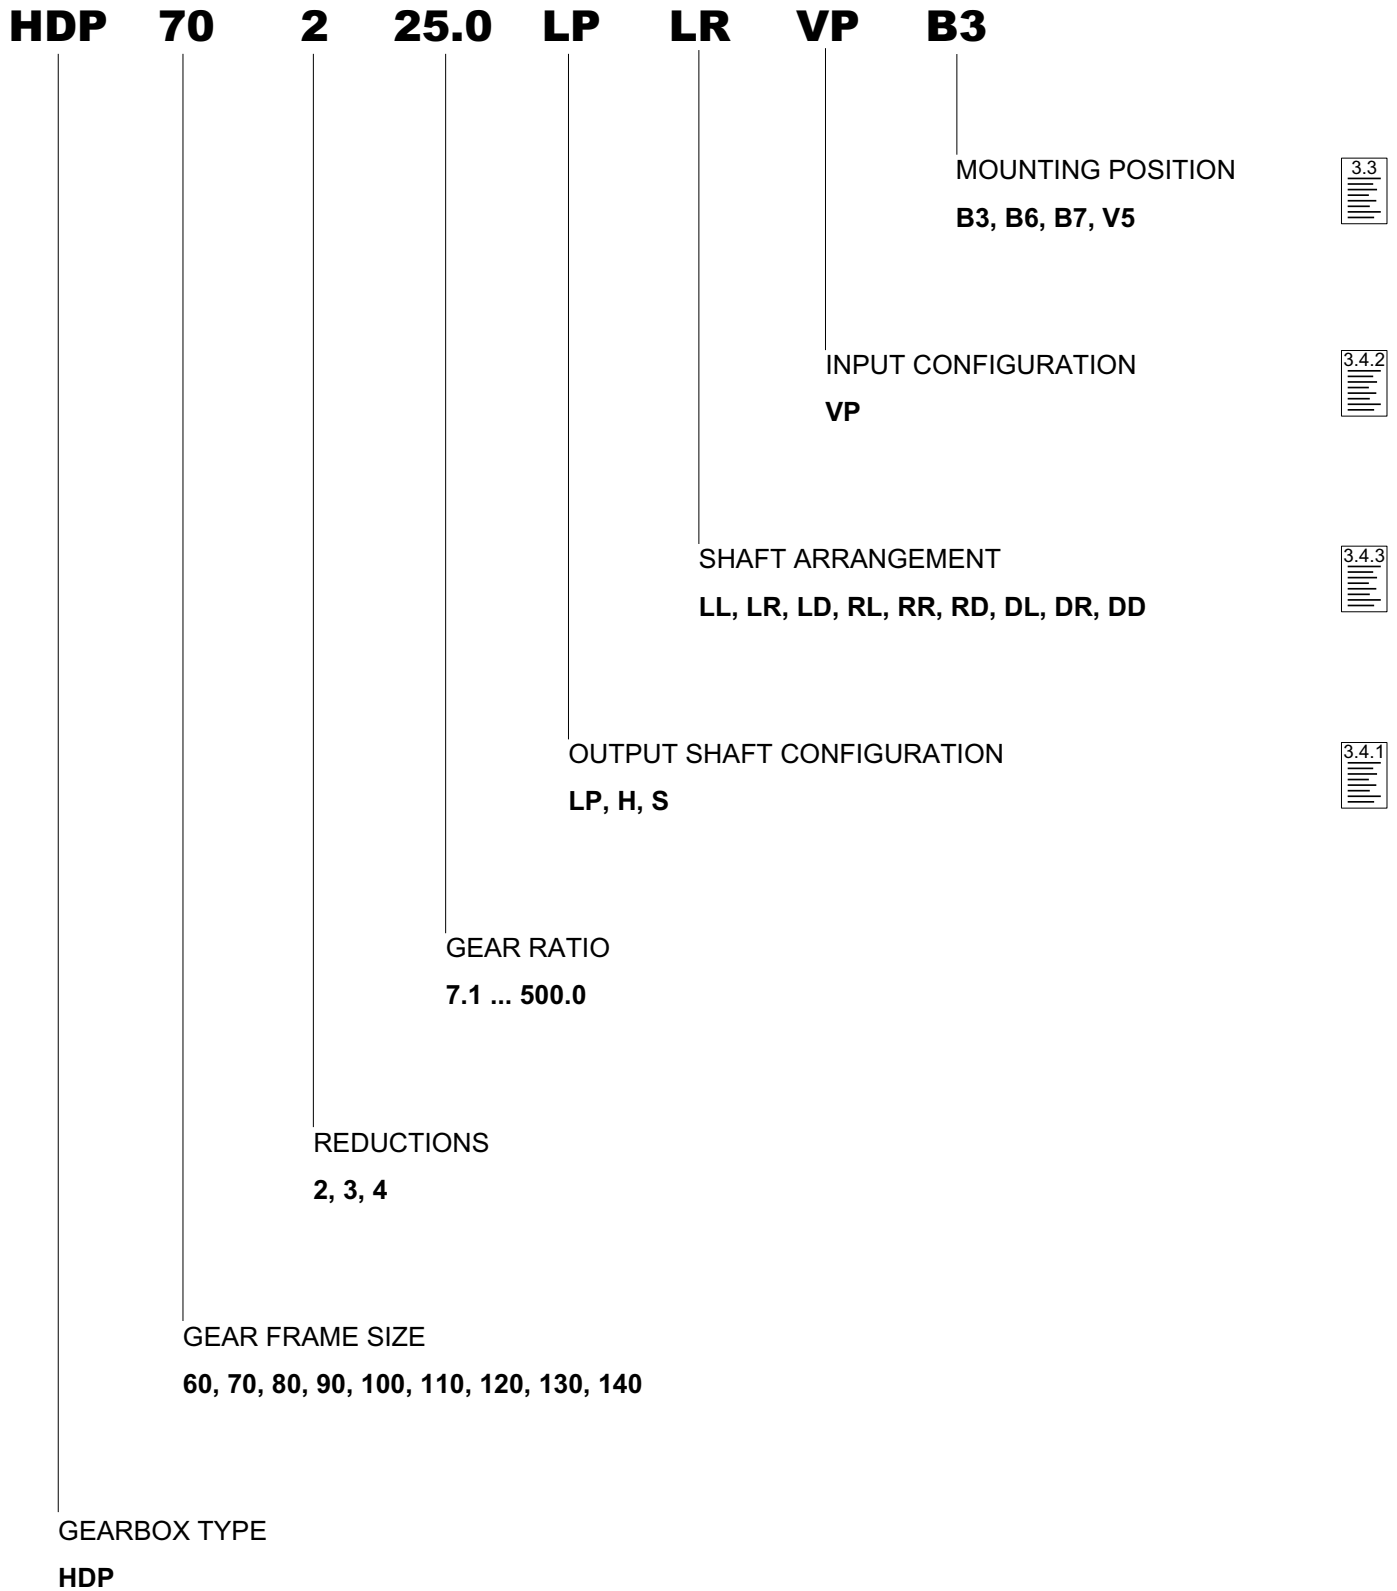 HDP 70 2 25.0 LP LR VP B3
MOUNTING POSITION
3.3
B3, B6, B7, V5
INPUT CONFIGURATION
3.4.2
VP
SHAFT ARRANGEMENT
3.4.3
LL, LR, LD, RL, RR, RD, DL, DR, DD
OUTPUT SHAFT CONFIGURATION
3.4.1
LP, H, S
GEAR RATIO
7.1 ... 500.0
REDUCTIONS
2, 3, 4
GEAR FRAME SIZE
60, 70, 80, 90, 100, 110, 120, 130, 140
GEARBOX TYPE
HDP